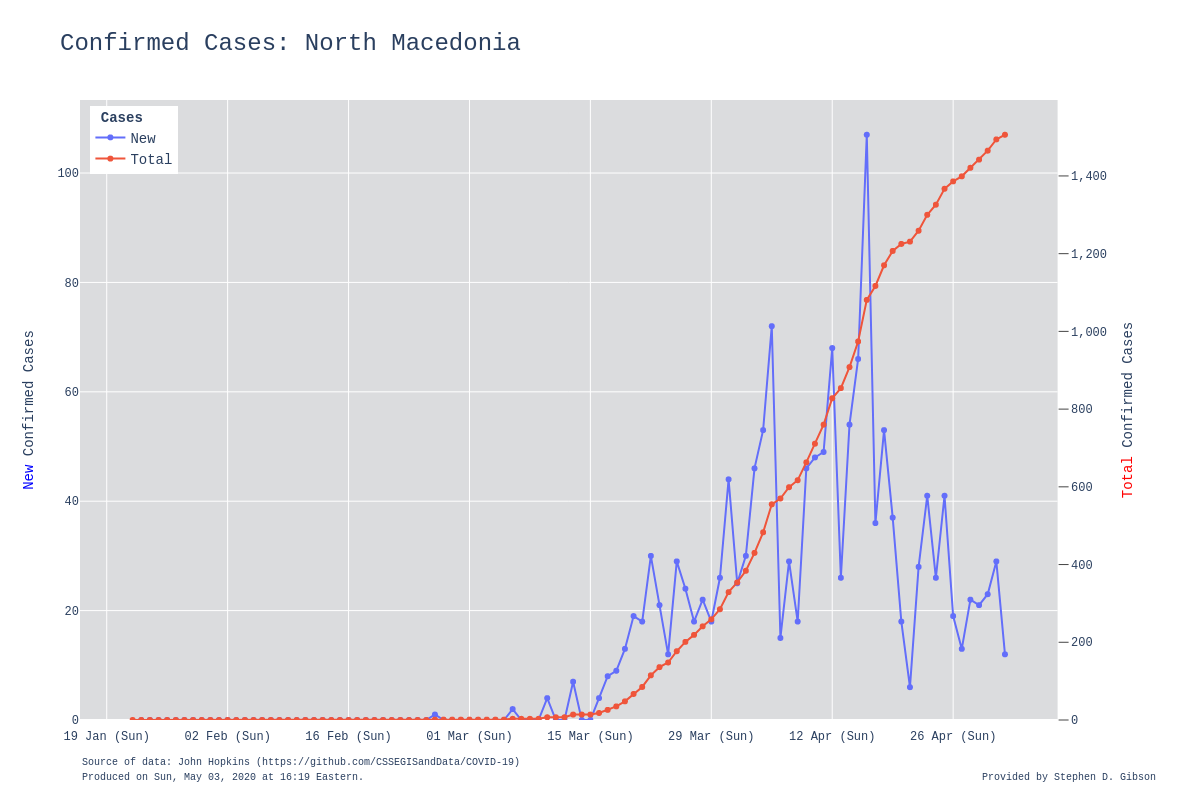 Confirmed Cases: North Macedonia
Cases
New
Total
100
80
60
40
20
0
1,400
1,200
1,000
800
600
400
200
0
New Confirmed Cases
Total Confirmed Cases
19 Jan (Sun) 02 Feb (Sun) 16 Feb (Sun) 01 Mar (Sun) 15 Mar (Sun) 29 Mar (Sun) 12 Apr (Sun) 26 Apr (Sun)
Source of data: John Hopkins (https://github.com/CSSEGISandData/COVID-19)
Produced on Sun, May 03, 2020 at 16:19 Eastern.
Provided by Stephen D. Gibson